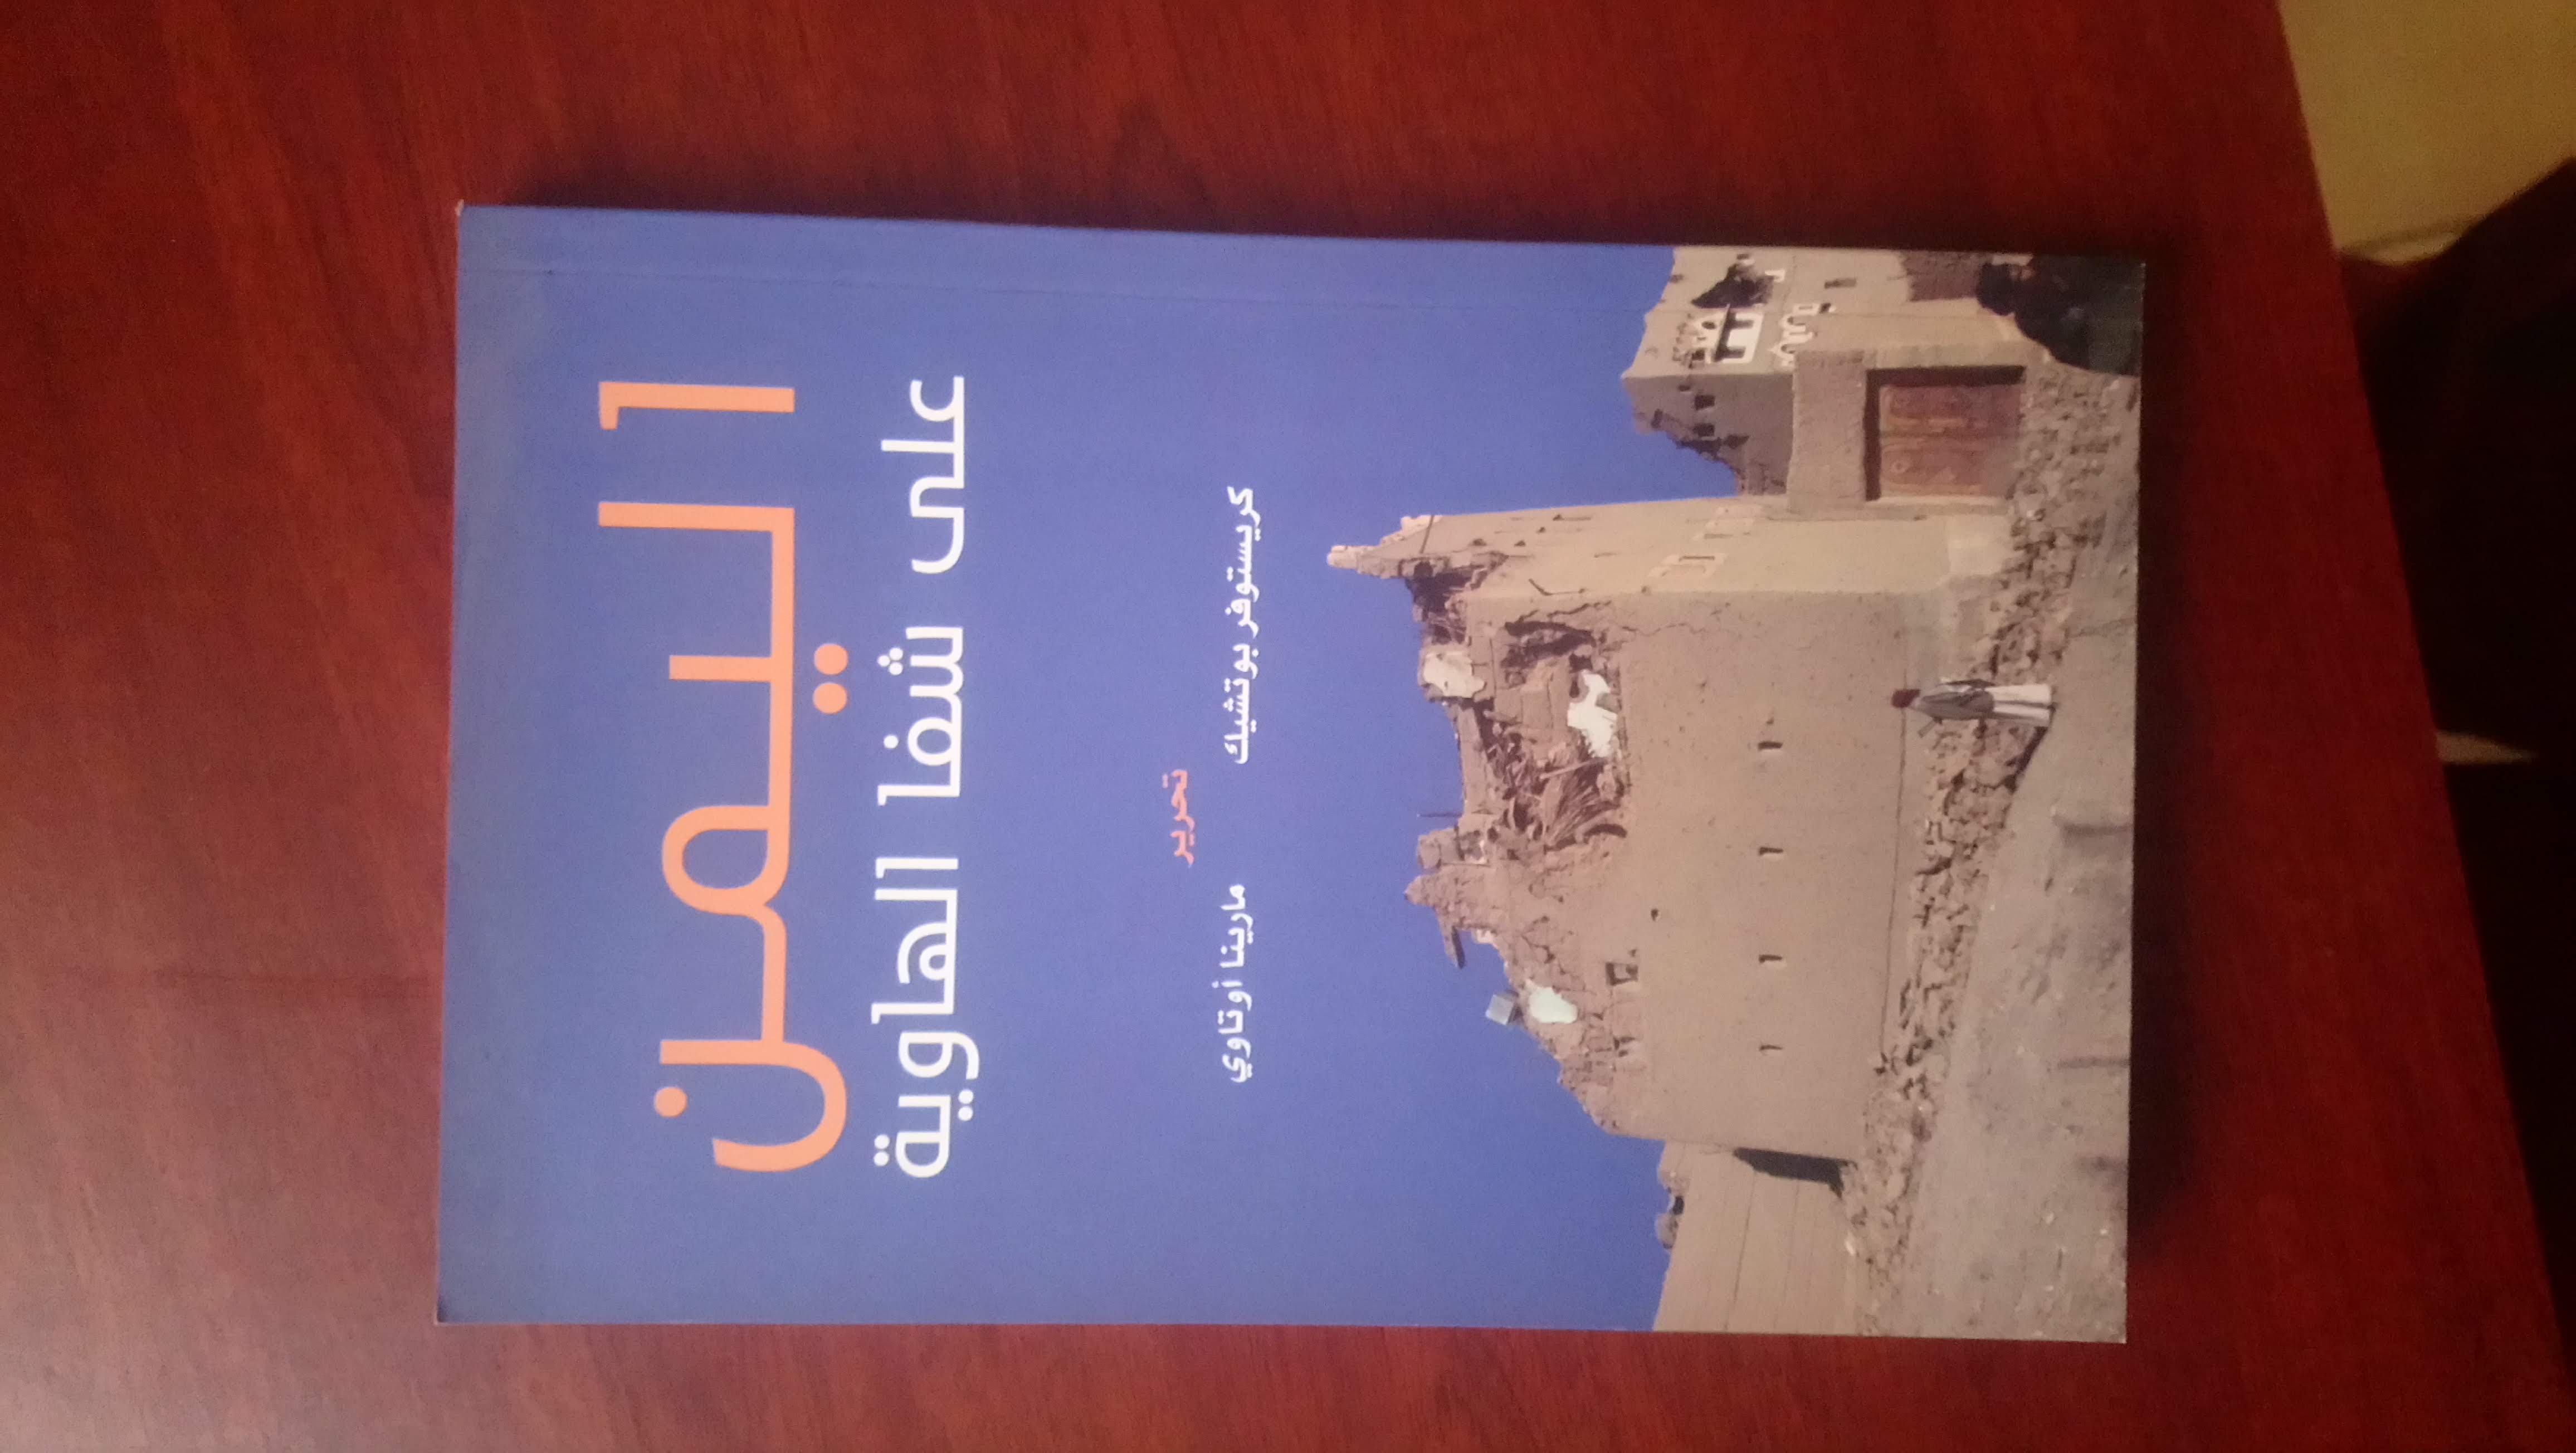 اليمن
على شفا الهاوية
تحرير
كريستوفر بوتشيك مارينا أوتاوي